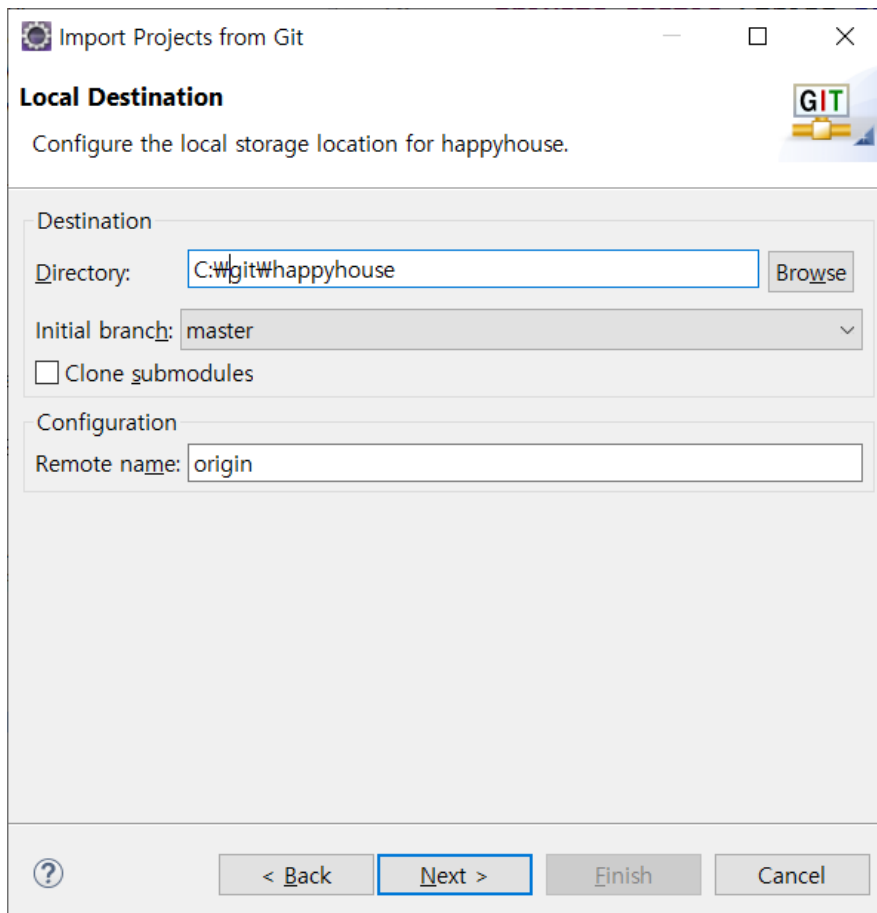 Import Projects from Git
Local Destination
GIT
Configure the local storage location for happyhouse.
Destination
Directory: C:₩git₩happyhouse Browse
Initial branch: master
Clone submodules
Configuration
Remote name: origin
? < Back Next > Finish Cancel